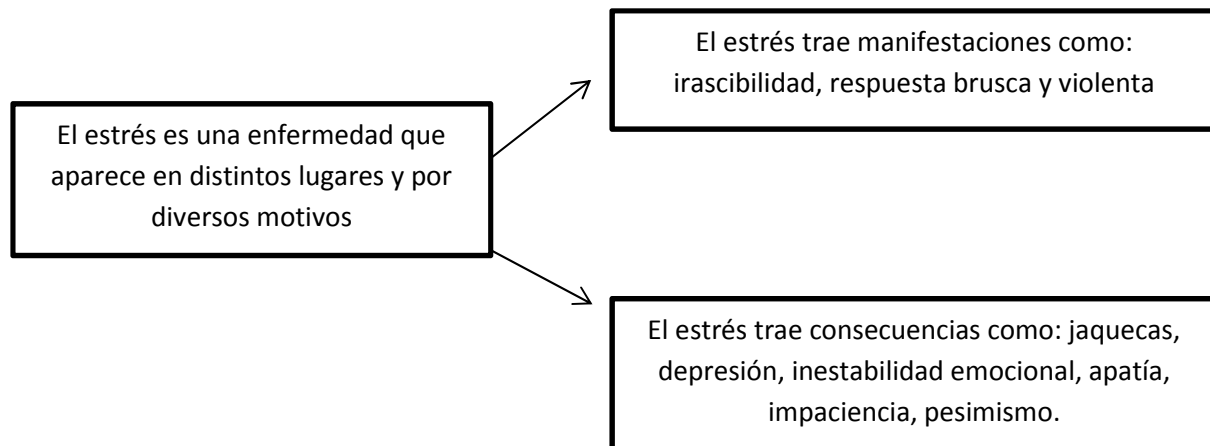 El estrés trae manifestaciones como:
irascibilidad, respuesta brusca y violenta
El estrés es una enfermedad que
aparece en distintos lugares y por
diversos motivos
El estrés trae consecuencias como: jaquecas,
depresión, inestabilidad emocional, apatía,
impaciencia, pesimismo.